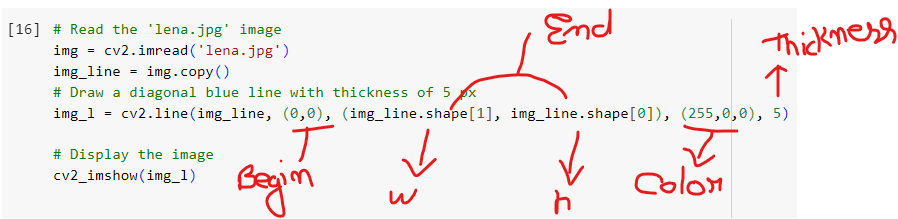 [16] # Read the 'lena.jpg' image
img = cv2.imread('lena.jpg')
img_line = img.copy()
# Draw a diagonal blue line with thickness of 5 px
img_l = cv2.line(img_line, (0,0), (img_line.shape[1], img_line.shape[0]), (255,0,0), 5)
# Display the image
cv2_imshow(img_l)
End
Thickness
Begin
w
h
Color